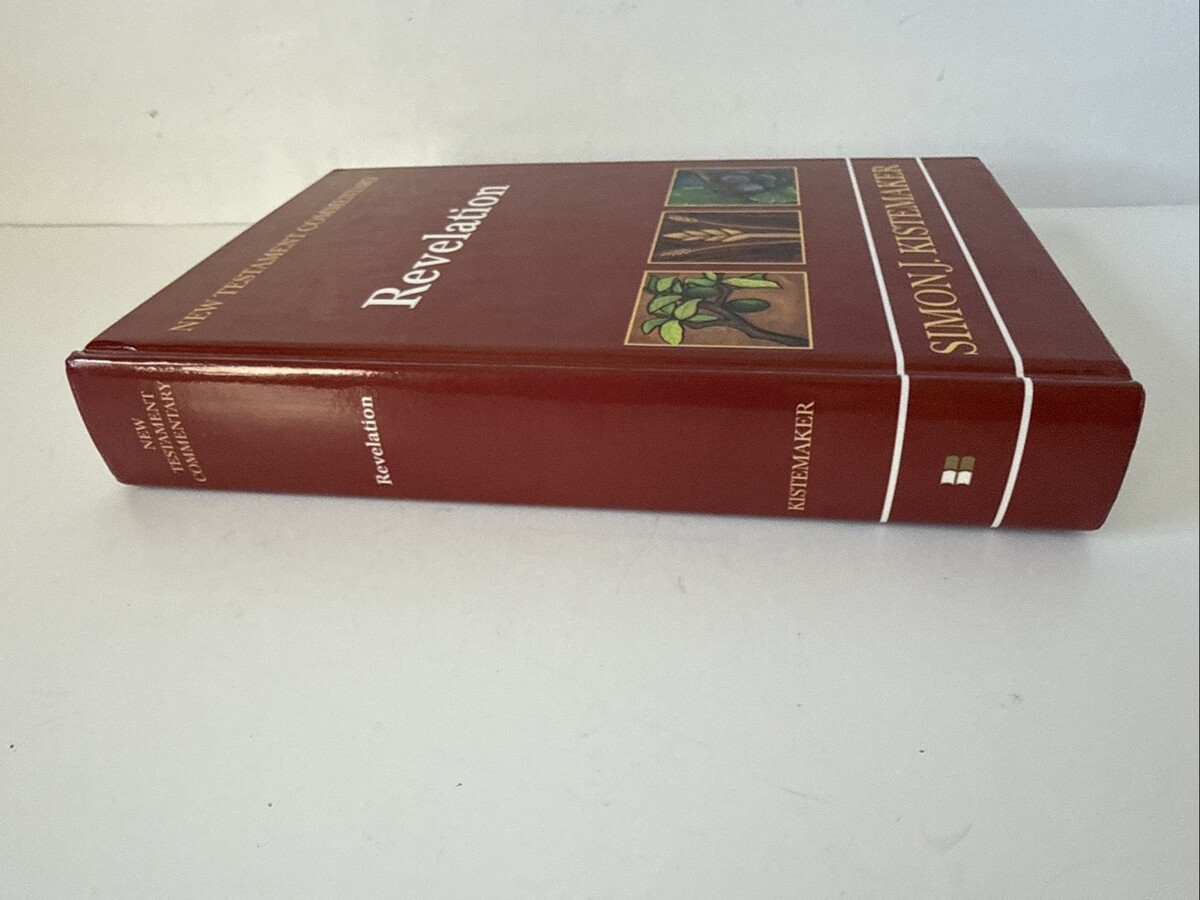 NEW TESTAMENT COMMENTARY
Revelation
SIMON J. KISTEMAKER
NEW
TESTAMENT
COMMENTARY
Revelation
KISTEMAKER